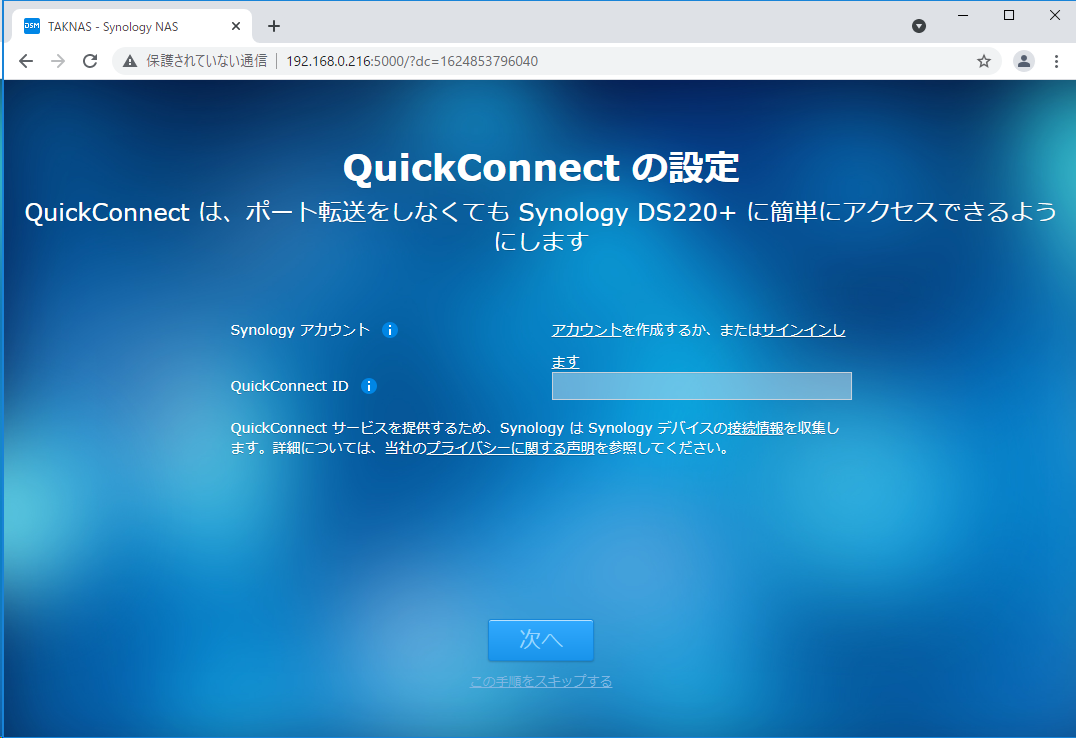 DSM TAKNAS - Synology NAS
保護されていない通信 192.168.0.216:5000/?dc=1624853796040
QuickConnect の設定
QuickConnect は、ポート転送をしなくても Synology DS220+ に簡単にアクセスできるよう
にします
Synology アカウント
アカウントを作成するか、またはサインインし
ます
QuickConnect ID
QuickConnect サービスを提供するため、Synology は Synology デバイスの接続情報を収集し
ます。詳細については、当社のプライバシーに関する声明を参照してください。
次へ
この手順をスキップする